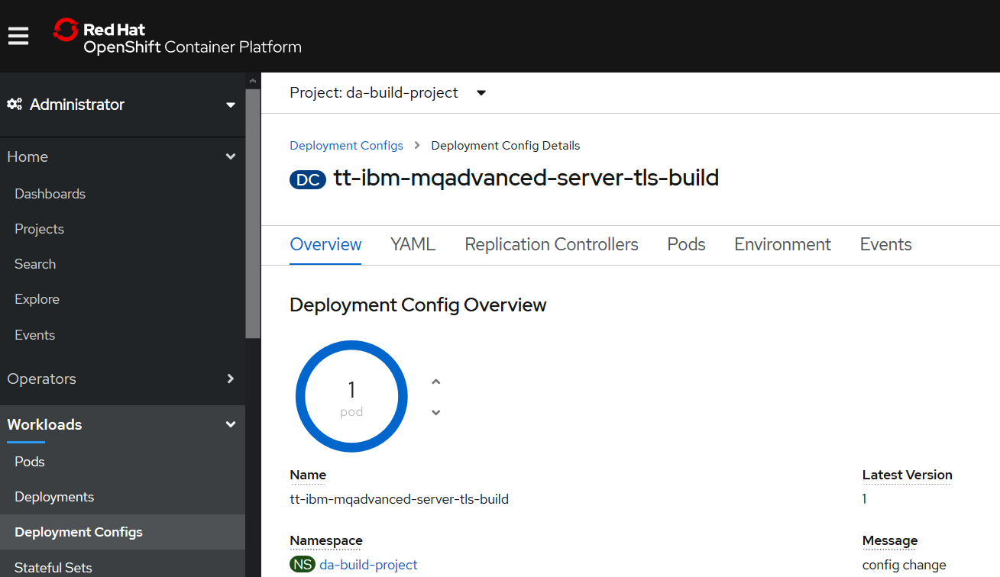 Red Hat
OpenShift Container Platform
Administrator
Home
Dashboards
Projects
Search
Explore
Events
Operators
Workloads
Pods
Deployments
Deployment Configs
Stateful Sets
Project: da-build-project
Deployment Configs > Deployment Config Details
DC tt-ibm-mqadvanced-server-tls-build
Overview YAML Replication Controllers Pods Environment Events
Deployment Config Overview
1
pod
Name
tt-ibm-mqadvanced-server-tls-build
Latest Version
1
Namespace
NS da-build-project
Message
config change